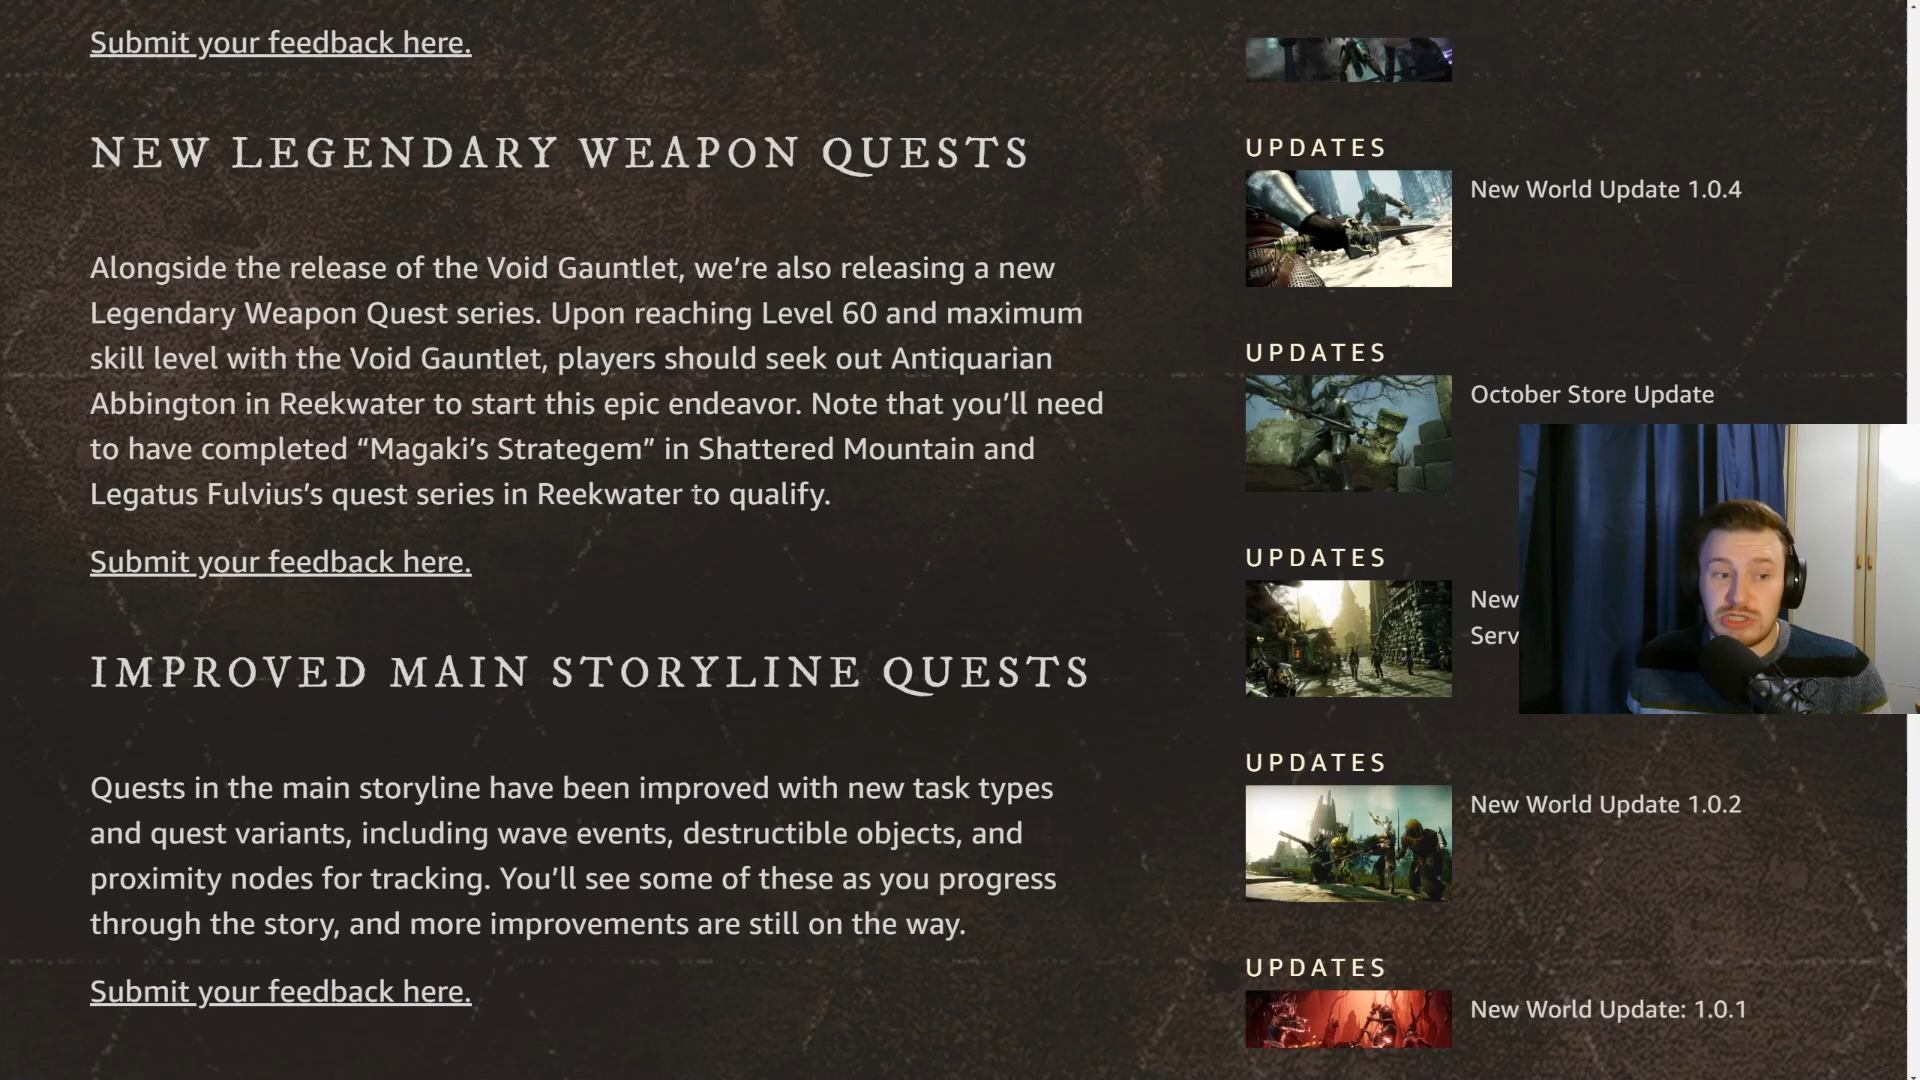 Submit your feedback here.
NEW LEGENDARY WEAPON QUESTS
Alongside the release of the Void Gauntlet, we’re also releasing a new
Legendary Weapon Quest series. Upon reaching Level 60 and maximum
skill level with the Void Gauntlet, players should seek out Antiquarian
Abbington in Reekwater to start this epic endeavor. Note that you’ll need
to have completed “Magaki’s Strategem” in Shattered Mountain and
Legatus Fulvius’s quest series in Reekwater to qualify.
Submit your feedback here.
IMPROVED MAIN STORYLINE QUESTS
Quests in the main storyline have been improved with new task types
and quest variants, including wave events, destructible objects, and
proximity nodes for tracking. You’ll see some of these as you progress
through the story, and more improvements are still on the way.
Submit your feedback here.
UPDATES
New World Update 1.0.4
UPDATES
October Store Update
UPDATES
New
Serv
UPDATES
New World Update 1.0.2
UPDATES
New World Update: 1.0.1